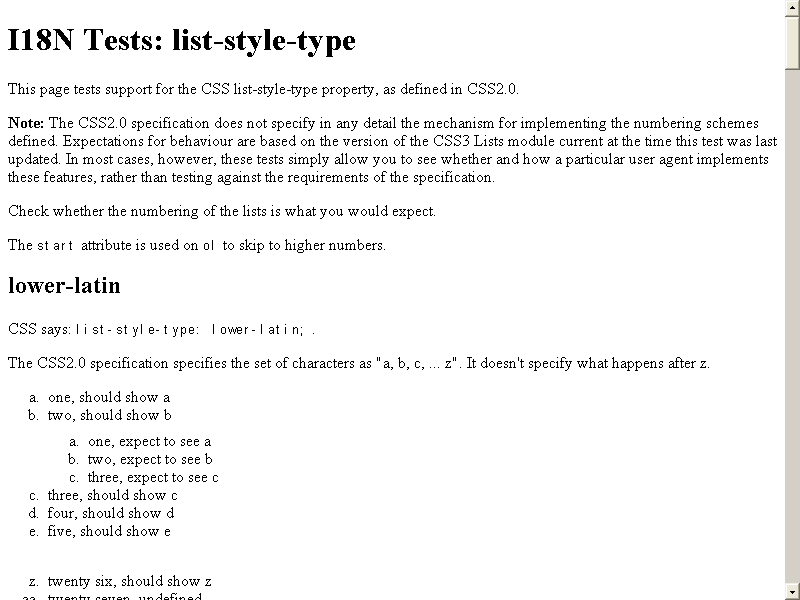 I18N Tests: list-style-type
This page tests support for the CSS list-style-type property, as defined in CSS2.0.
Note: The CSS2.0 specification does not specify in any detail the mechanism for implementing the numbering schemes
defined. Expectations for behaviour are based on the version of the CSS3 Lists module current at the time this test was last
updated. In most cases, however, these tests simply allow you to see whether and how a particular user agent implements
these features, rather than testing against the requirements of the specification.
Check whether the numbering of the lists is what you would expect.
The start attribute is used on ol to skip to higher numbers.
lower-latin
CSS says: list-style-type: lower-latin; .
The CSS2.0 specification specifies the set of characters as "a, b, c, ... z". It doesn't specify what happens after z.
a. one, should show a
b. two, should show b
a. one, expect to see a
b. two, expect to see b
c. three, expect to see c
c. three, should show c
d. four, should show d
e. five, should show e
z. twenty six, should show z
aa. twenty seven, undefined